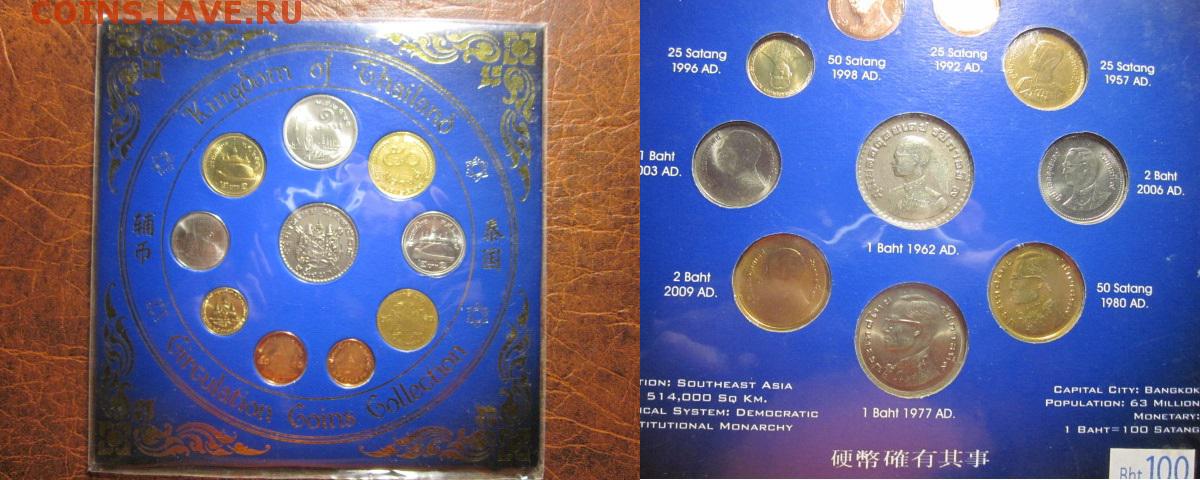 COINS.LAVE.RU
Kingdom of Thailand
辅币
泰国
Circulation Coins Collection
25 Satang
1996 AD.
50 Satang
1998 AD.
25 Satang
1992 AD.
25 Satang
1957 AD.
1 Baht
003 AD.
1 Baht 1962 AD.
2 Baht
2006 AD.
2 Baht
2009 AD.
50 Satang
1980 AD.
1 Baht 1977 AD.
TION: SOUTHEAST ASIA
514,000 SQ KM.
ICAL SYSTEM: DEMOCRATIC
TITUTIONAL MONARCHY
CAPITAL CITY: BANGKOK
POPULATION: 63 MILLION
MONETARY:
1 BAHT=100 SATANG
硬幣確有其事
Bht 100